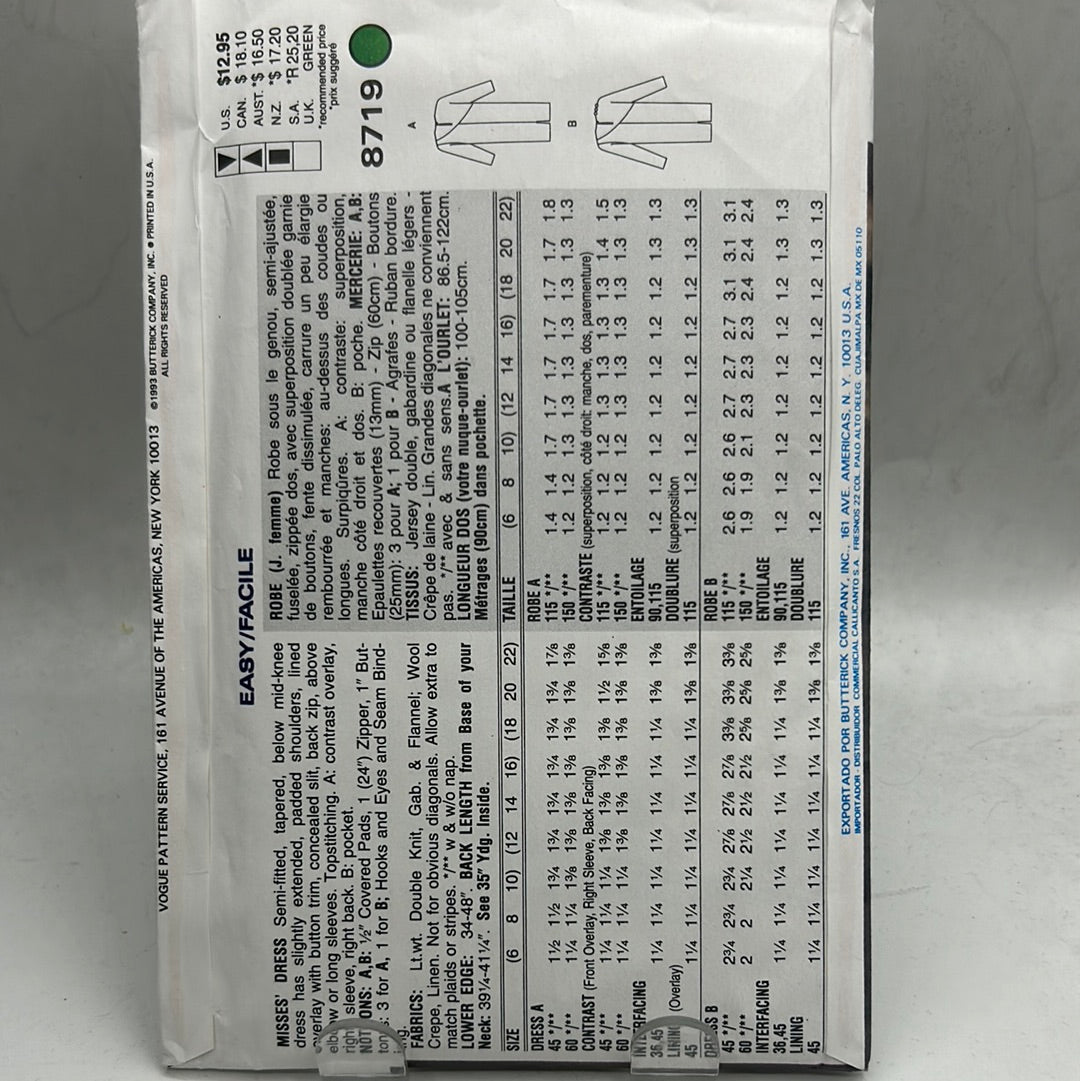 VOGUE PATTERN SERVICE, 161 AVENUE OF THE AMERICAS, NEW YORK 10013 ©1993 BUTTERICK COMPANY, INC. ● PRINTED IN U.S.A.
ALL RIGHTS RESERVED
U.S. $12.95
CAN. $ 18.10
AUST. *$ 16.50
N.Z. *$ 17.20
S.A. *R 25,20
U.K. GREEN
*recommended price
*prix suggéré
8719
A
B
EASY/FACILE
MISSES' DRESS Semi-fitted, tapered, below mid-knee
dress has slightly extended, padded shoulders, lined
overlay with button trim, concealed slit, back zip, above
elbow or long sleeves. Topstitching. A: contrast overlay,
right sleeve, right back. B: pocket.
NOTIONS: A,B: ½" Covered Pads, 1 (24") Zipper, 1" But-
tons: 3 for A, 1 for B; Hooks and Eyes and Seam Bind-
ing.
FABRICS: Lt.wt. Double Knit, Gab. & Flannel; Wool
Crepe, Linen. Not for obvious diagonals. Allow extra to
match plaids or stripes. */** w & w/o nap.
LOWER EDGE: 34-48". BACK LENGTH from Base of your
Neck: 39¼-41¼". See 35" Ydg. Inside.
SIZE (6 8 10) (12 14 16) (18 20 22)
DRESS A
45 */** 1½ 1½ 1¾ 1¾ 1¾ 1¾ 1¾ 1¾ 1⅞
60 */** 1¼ 1¼ 1⅜ 1⅜ 1⅜ 1⅜ 1⅜ 1⅜ 1⅜
CONTRAST (Front Overlay, Right Sleeve, Back Facing)
45 */** 1¼ 1¼ 1¼ 1⅜ 1⅜ 1⅜ 1⅜ 1½ 1⅝
60 */** 1¼ 1¼ 1¼ 1⅜ 1⅜ 1⅜ 1⅜ 1⅜ 1⅜
INTERFACING
36,45 1¼ 1¼ 1¼ 1¼ 1¼ 1¼ 1¼ 1⅜ 1⅜
LINING (Overlay)
45 1¼ 1¼ 1¼ 1¼ 1¼ 1¼ 1¼ 1⅜ 1⅜
DRESS B
45 */** 2¾ 2¾ 2¾ 2⅞ 2⅞ 2⅞ 3⅜ 3⅜ 3⅜
60 */** 2 2 2¼ 2½ 2½ 2½ 2⅝ 2⅝ 2⅝
INTERFACING
36,45 1¼ 1¼ 1¼ 1¼ 1¼ 1¼ 1¼ 1⅜ 1⅜
LINING
45 1¼ 1¼ 1¼ 1¼ 1¼ 1¼ 1¼ 1⅜ 1⅜
ROBE (J. femme) Robe sous le genou, semi-ajustée,
fuselée, zippée dos, avec superposition doublée garnie
de boutons, fente dissimulée, carrure un peu élargie
rembourrée et manches: au-dessus des coudes ou
longues. Surpiqûres. A: contraste: superposition,
manche côté droit et dos. B: poche. MERCERIE: A,B:
Epaulettes recouvertes (13mm) - Zip (60cm) - Boutons
(25mm): 3 pour A; 1 pour B - Agrafes - Ruban bordure.
TISSUS: Jersey double, gabardine ou flanelle légers -
Crêpe de laine - Lin. Grandes diagonales ne conviennent
pas. */** avec & sans sens.A L'OURLET: 86.5-122cm.
LONGUEUR DOS (votre nuque-ourlet): 100-105cm.
Métrages (90cm) dans pochette.
TAILLE (6 8 10) (12 14 16) (18 20 22)
ROBE A
115 */** 1.4 1.4 1.7 1.7 1.7 1.7 1.7 1.7 1.8
150 */** 1.2 1.2 1.3 1.3 1.3 1.3 1.3 1.3 1.3
CONTRASTE (superposition, côté droit: manche, dos, parementure)
115 */** 1.2 1.2 1.2 1.3 1.3 1.3 1.3 1.4 1.5
150 */** 1.2 1.2 1.2 1.3 1.3 1.3 1.3 1.3 1.3
ENTOILAGE
90,115 1.2 1.2 1.2 1.2 1.2 1.2 1.2 1.3 1.3
DOUBLURE (superposition
115 1.2 1.2 1.2 1.2 1.2 1.2 1.2 1.3 1.3
ROBE B
115 */** 2.6 2.6 2.6 2.7 2.7 2.7 3.1 3.1 3.1
150 */** 1.9 1.9 2.1 2.3 2.3 2.3 2.4 2.4 2.4
ENTOILAGE
90,115 1.2 1.2 1.2 1.2 1.2 1.2 1.2 1.3 1.3
DOUBLURE
115 1.2 1.2 1.2 1.2 1.2 1.2 1.2 1.3 1.3
EXPORTADO POR BUTTERICK COMPANY, INC., 161 AVE. AMERICAS, N. Y. 10013 U.S.A.
IMPORTADOR - DISTRIBUIDOR COMMERCIAL CALLICANTO S.A. FRESNOS 22 COL. PALO ALTO DELEG. CUAJIMALPA MX DE MX 05110